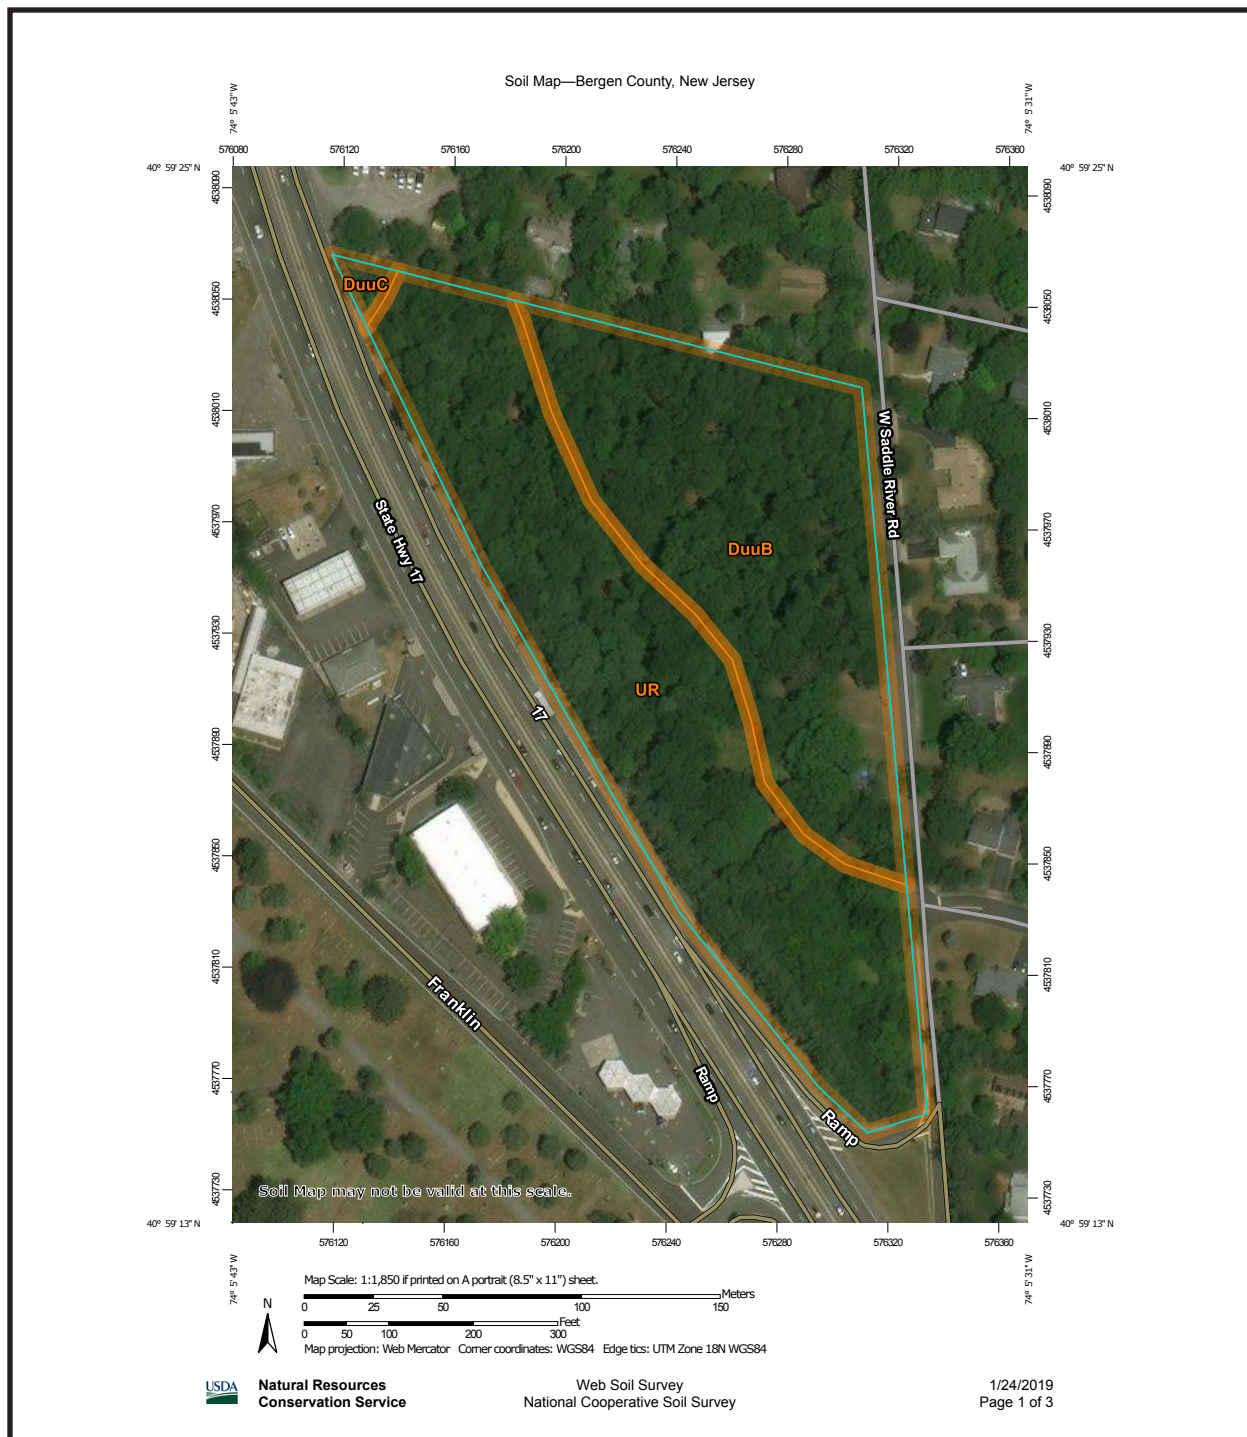 Soil Map—Bergen County, New Jersey
74° 5' 43'' W
74° 5' 31'' W
576080 576120 576160 576200 576240 576280 576320 576360
40° 59' 25'' N
40° 59' 25'' N
4538090 4538050 4538010 4537970 4537930 4537890 4537850 4537810 4537770 4537730
4538090 4538050 4538010 4537970 4537930 4537890 4537850 4537810 4537770 4537730
DuuC
W Saddle River Rd
State Hwy 17
DuuB
UR
17
Franklin
Ramp
Ramp
Soil Map may not be valid at this scale.
40° 59' 13'' N
40° 59' 13'' N
576120 576160 576200 576240 576280 576320 576360
74° 5' 43'' W
74° 5' 31'' W
Map Scale: 1:1,850 if printed on A portrait (8.5" x 11") sheet.
N
Meters
0 25 50 100 150
Feet
0 50 100 200 300
Map projection: Web Mercator Corner coordinates: WGS84 Edge tics: UTM Zone 18N WGS84
USDA
Natural Resources
Conservation Service
Web Soil Survey
National Cooperative Soil Survey
1/24/2019
Page 1 of 3